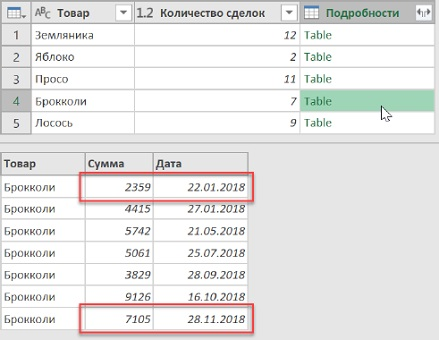 ABC Товар 1.2 Количество сделок Подробности
1 Земляника 12 Table
2 Яблоко 2 Table
3 Просо 11 Table
4 Брокколи 7 Table
5 Лосось 9 Table
Товар Сумма Дата
Брокколи 2359 22.01.2018
Брокколи 4415 27.01.2018
Брокколи 5742 21.05.2018
Брокколи 5061 25.07.2018
Брокколи 3829 28.09.2018
Брокколи 9126 16.10.2018
Брокколи 7105 28.11.2018